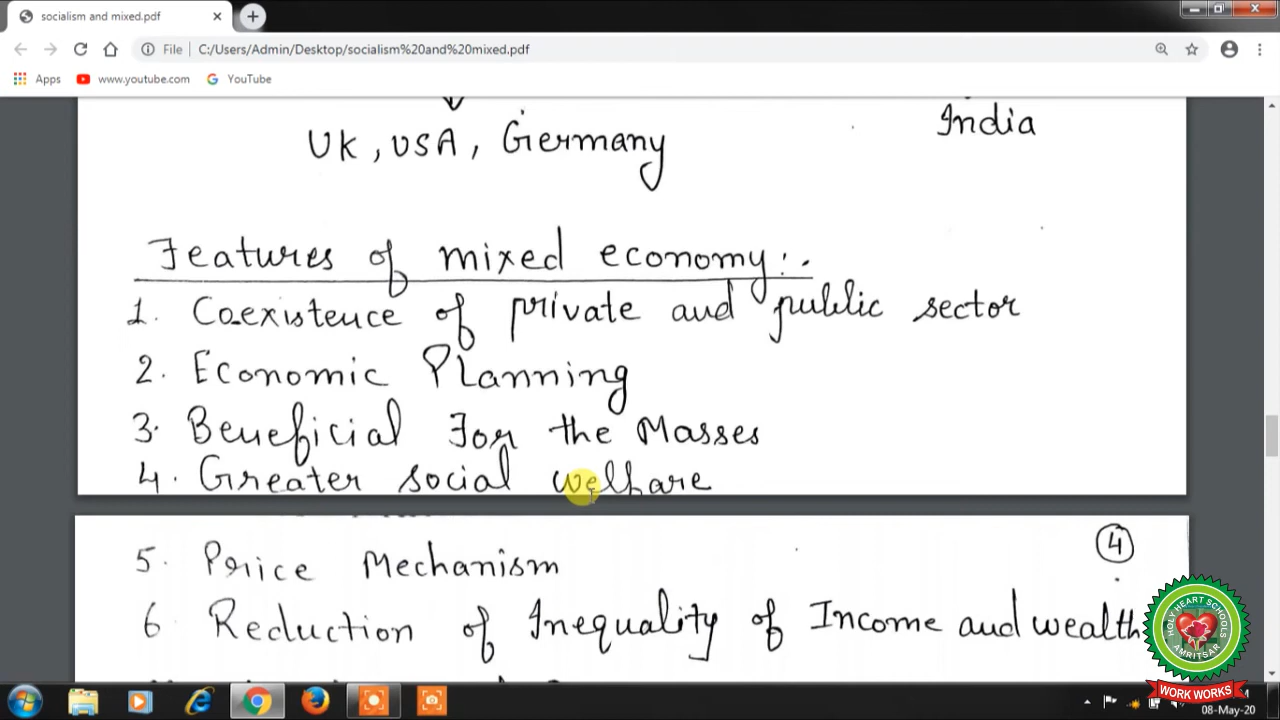 socialism and mixed.pdf
File | C:/Users/Admin/Desktop/socialism%20and%20mixed.pdf
Apps www.youtube.com YouTube
India
UK, USA, Germany
Features of mixed economy:.
1. Coexistence of private and public sector
2. Economic Planning
3. Beneficial For the Masses
4. Greater social welfare
4
5. Price Mechanism
6 Reduction of Inequality of Income and wealth
HOLY HEART SCHOOLS
AMRITSAR
WORK WORKS
08-May-20